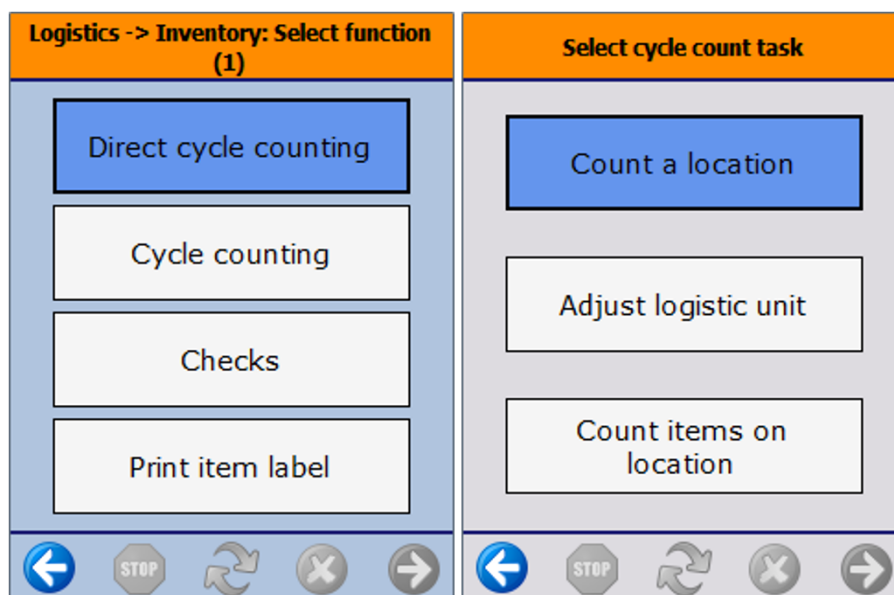 Logistics -> Inventory: Select function
(1)
Direct cycle counting
Cycle counting
Checks
Print item label
STOP
Select cycle count task
Count a location
Adjust logistic unit
Count items on
location
STOP